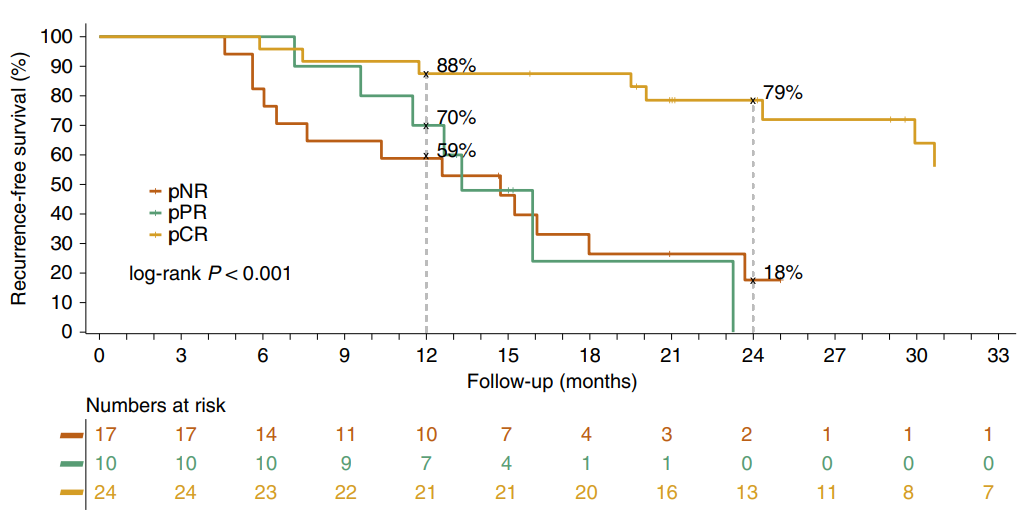 Recurrence-free survival (%)
100
90
80
70
60
50
40
30
20
10
0
88%
70%
59%
79%
18%
pNR
pPR
pCR
log-rank P < 0.001
0 3 6 9 12 15 18 21 24 27 30 33
Follow-up (months)
Numbers at risk
17 17 14 11 10 7 4 3 2 1 1 1
10 10 10 9 7 4 1 1 0 0 0 0
24 24 23 22 21 21 20 16 13 11 8 7